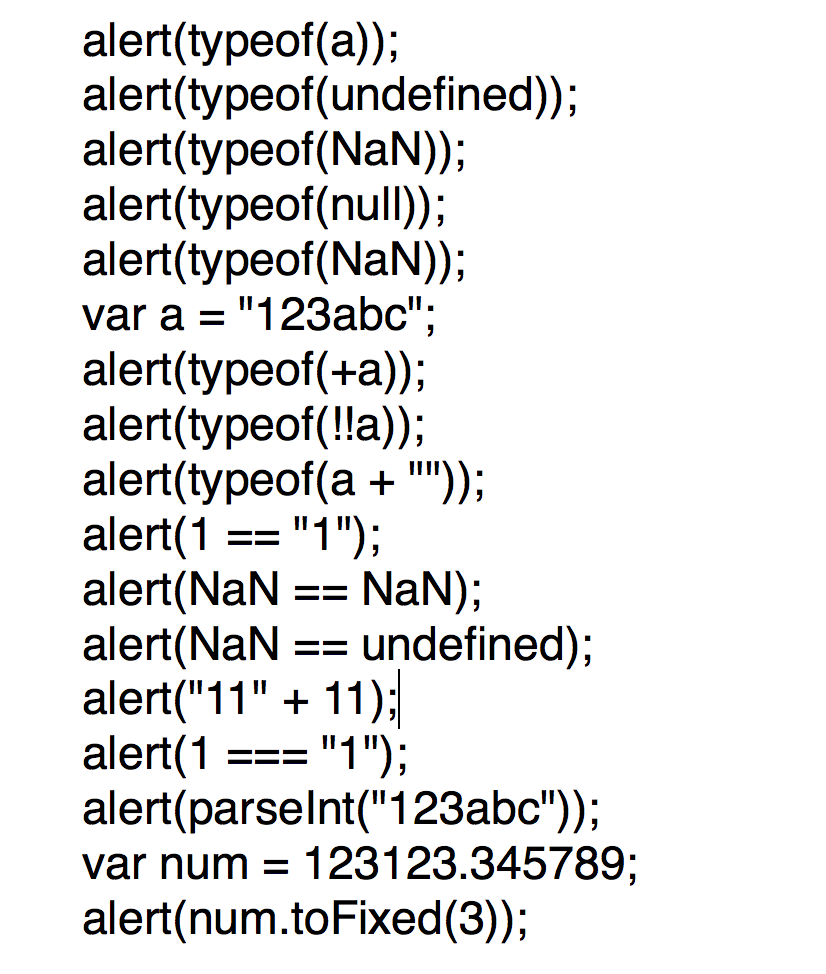 alert(typeof(a));
alert(typeof(undefined));
alert(typeof(NaN));
alert(typeof(null));
alert(typeof(NaN));
var a = "123abc";
alert(typeof(+a));
alert(typeof(!!a));
alert(typeof(a + ""));
alert(1 == "1");
alert(NaN == NaN);
alert(NaN == undefined);
alert("11" + 11);
alert(1 === "1");
alert(parseInt("123abc"));
var num = 123123.345789;
alert(num.toFixed(3));